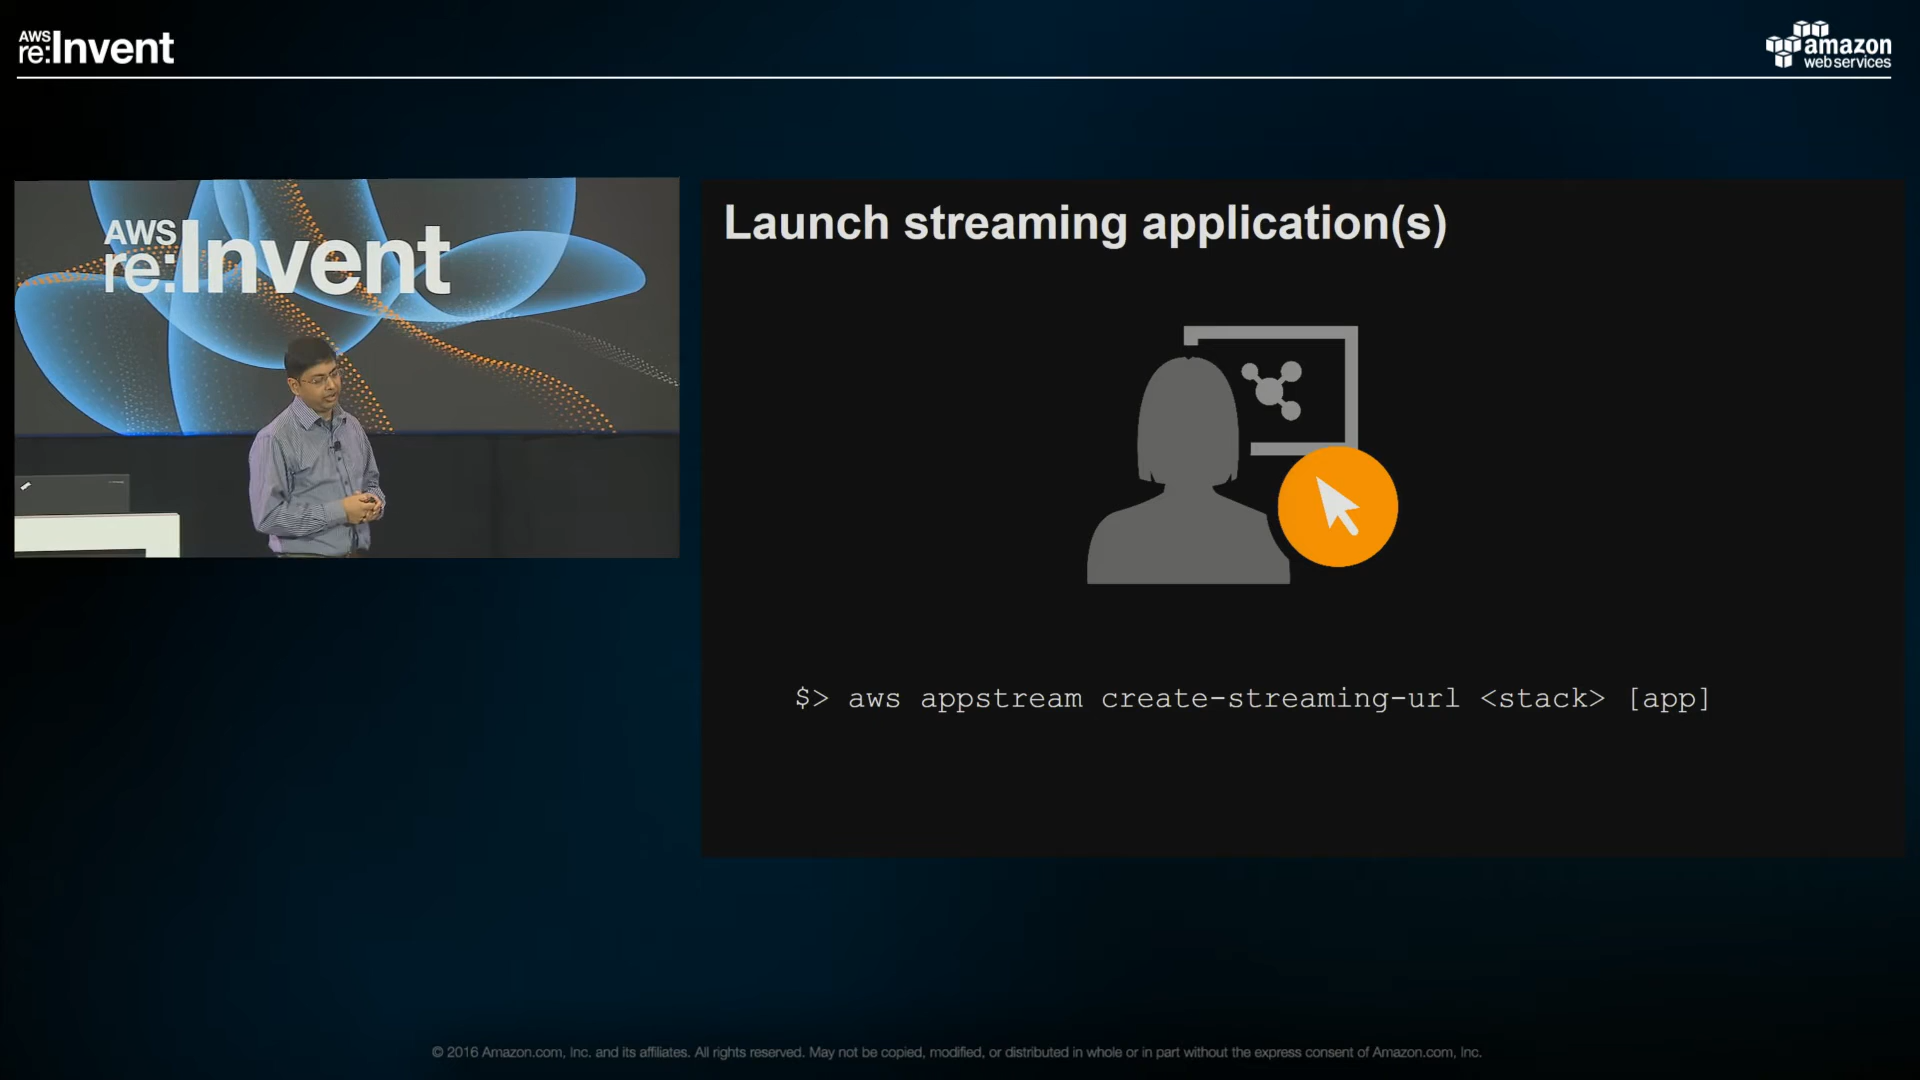 AWS
re:Invent
amazon
web services
AWS
re:Invent
Launch streaming application(s)
$> aws appstream create-streaming-url <stack> [app]
© 2016 Amazon.com, Inc. and its affiliates. All rights reserved. May not be copied, modified, or distributed in whole or in part without the express consent of Amazon.com, Inc.